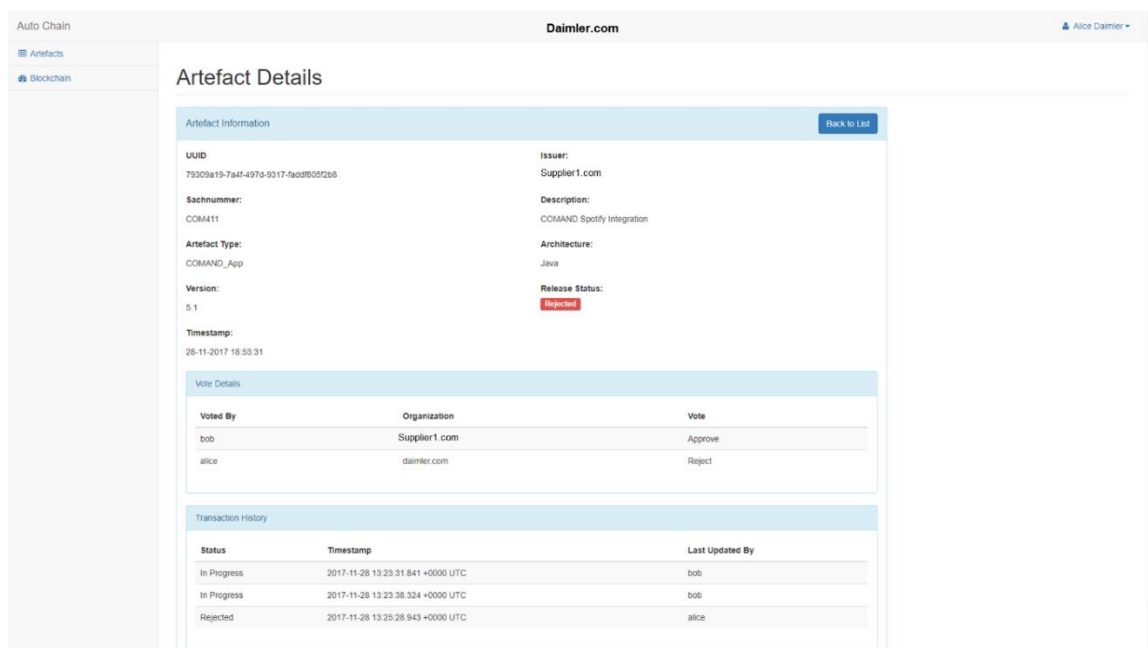 Auto Chain Daimler.com Alice Daimler
Artefacts
Blockchain
Artefact Details
Artefact Information Back to List
UUID Issuer:
79309a19-7a4f-497d-9317-faddf805f2b8 Supplier1.com
Sachnummer: Description:
COM411 COMAND Spotify Integration
Artefact Type: Architecture:
COMAND_App Java
Version: Release Status:
5.1 Rejected
Timestamp:
28-11-2017 18:53:31
Vote Details
Voted By Organization Vote
bob Supplier1.com Approve
alice daimler.com Reject
Transaction History
Status Timestamp Last Updated By
In Progress 2017-11-28 13:23:31.841 +0000 UTC bob
In Progress 2017-11-28 13:23:38.324 +0000 UTC bob
Rejected 2017-11-28 13:25:28.943 +0000 UTC alice